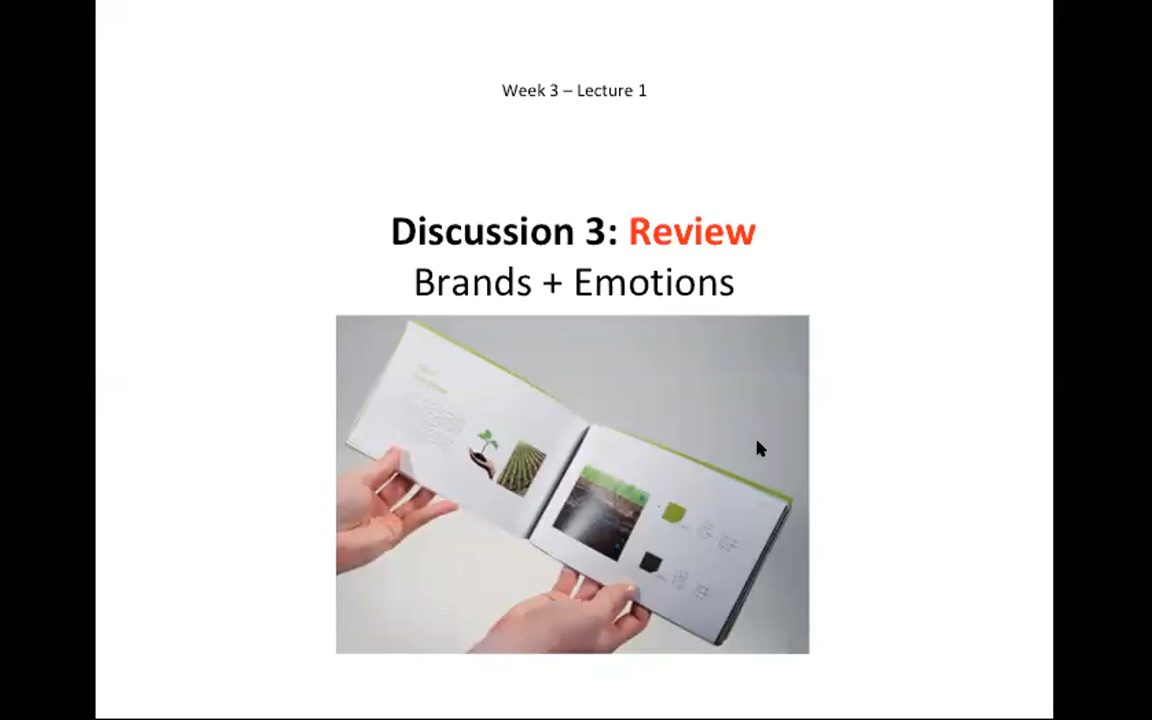 Week 3 – Lecture 1
Discussion 3: Review
Brands + Emotions